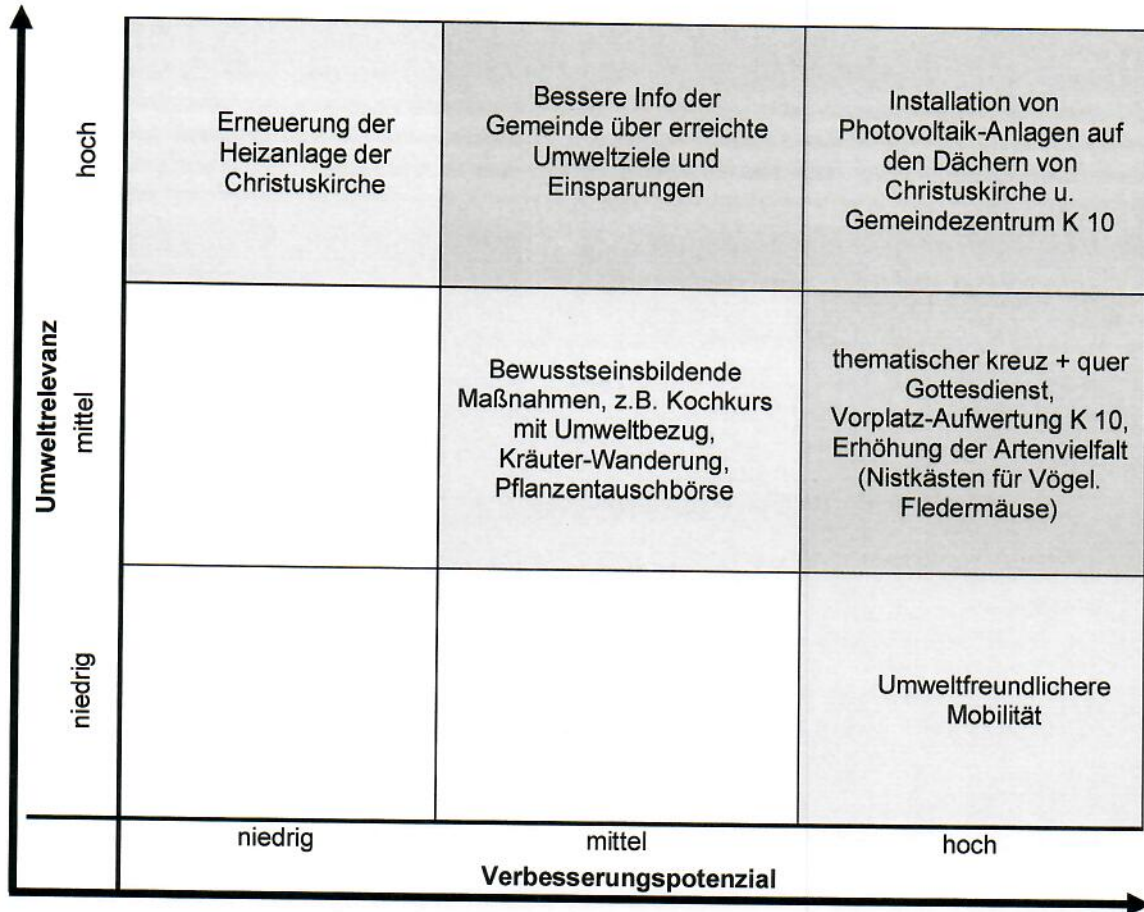 Umweltrelevanz
hoch
Erneuerung der
Heizanlage der
Christuskirche
Bessere Info der
Gemeinde über erreichte
Umweltziele und
Einsparungen
Installation von
Photovoltaik-Anlagen auf
den Dächern von
Christuskirche u.
Gemeindezentrum K 10
mittel
Bewusstseinsbildende
Maßnahmen, z.B. Kochkurs
mit Umweltbezug,
Kräuter-Wanderung,
Pflanzentauschbörse
thematischer kreuz + quer
Gottesdienst,
Vorplatz-Aufwertung K 10,
Erhöhung der Artenvielfalt
(Nistkästen für Vögel.
Fledermäuse)
niedrig
Umweltfreundlichere
Mobilität
niedrig
mittel
hoch
Verbesserungspotenzial